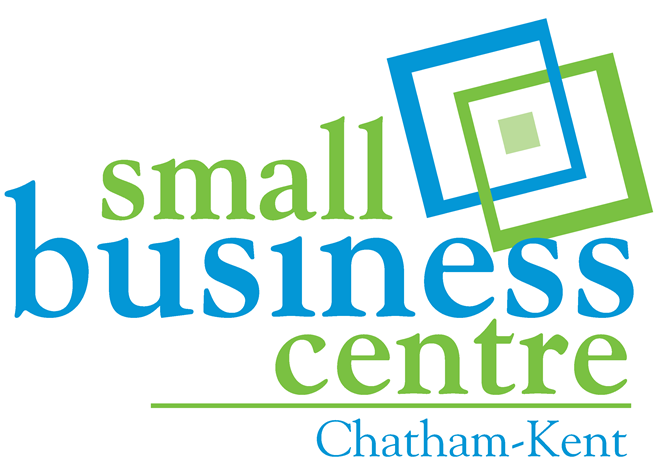 small
business
centre
Chatham-Kent